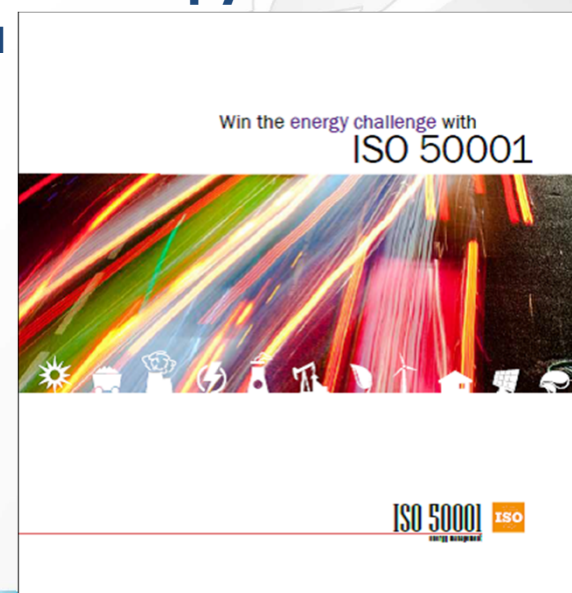 Win the energy challenge with
ISO 50001
ISO 50001
energy management
ISO